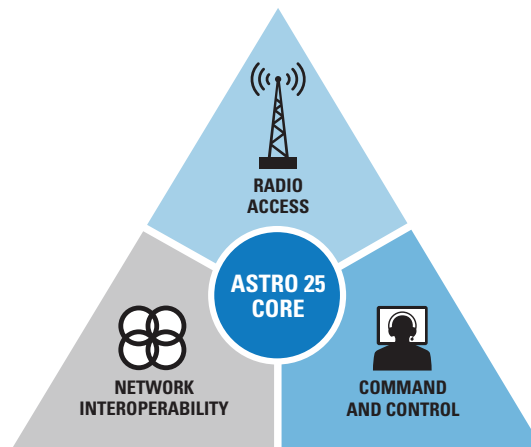 RADIO
ACCESS
ASTRO 25
CORE
NETWORK
INTEROPERABILITY
COMMAND
AND CONTROL